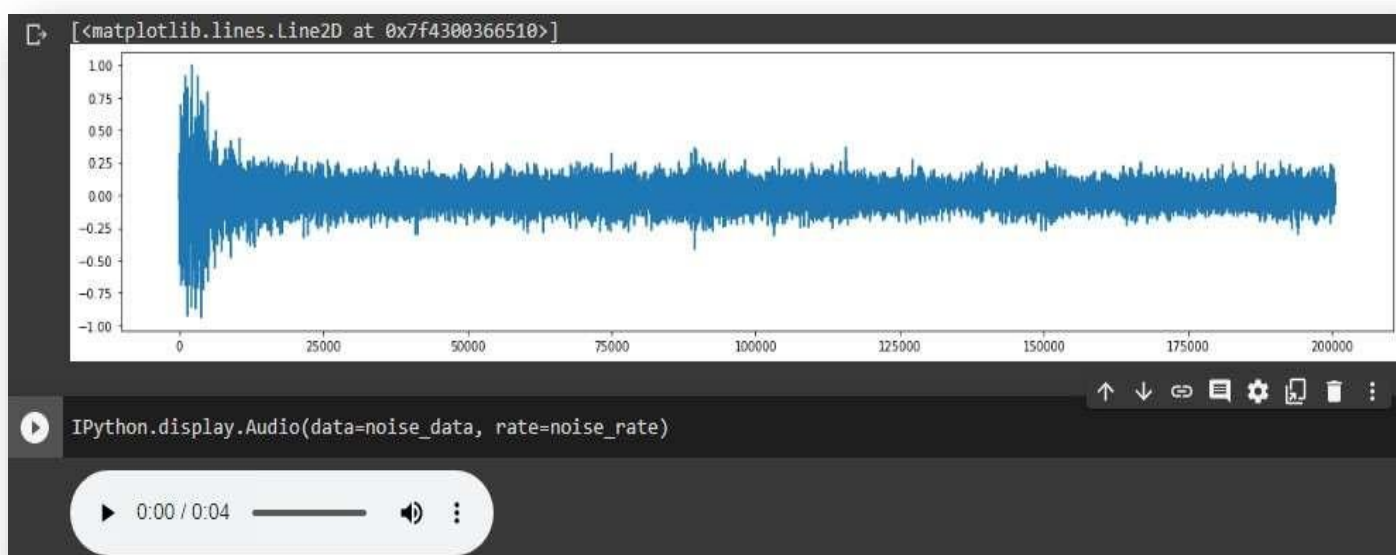 [<matplotlib.lines.Line2D at 0x7f4300366510>]
1.00
0.75
0.50
0.25
0.00
−0.25
−0.50
−0.75
−1.00
0 25000 50000 75000 100000 125000 150000 175000 200000
IPython.display.Audio(data=noise_data, rate=noise_rate)
0:00 / 0:04